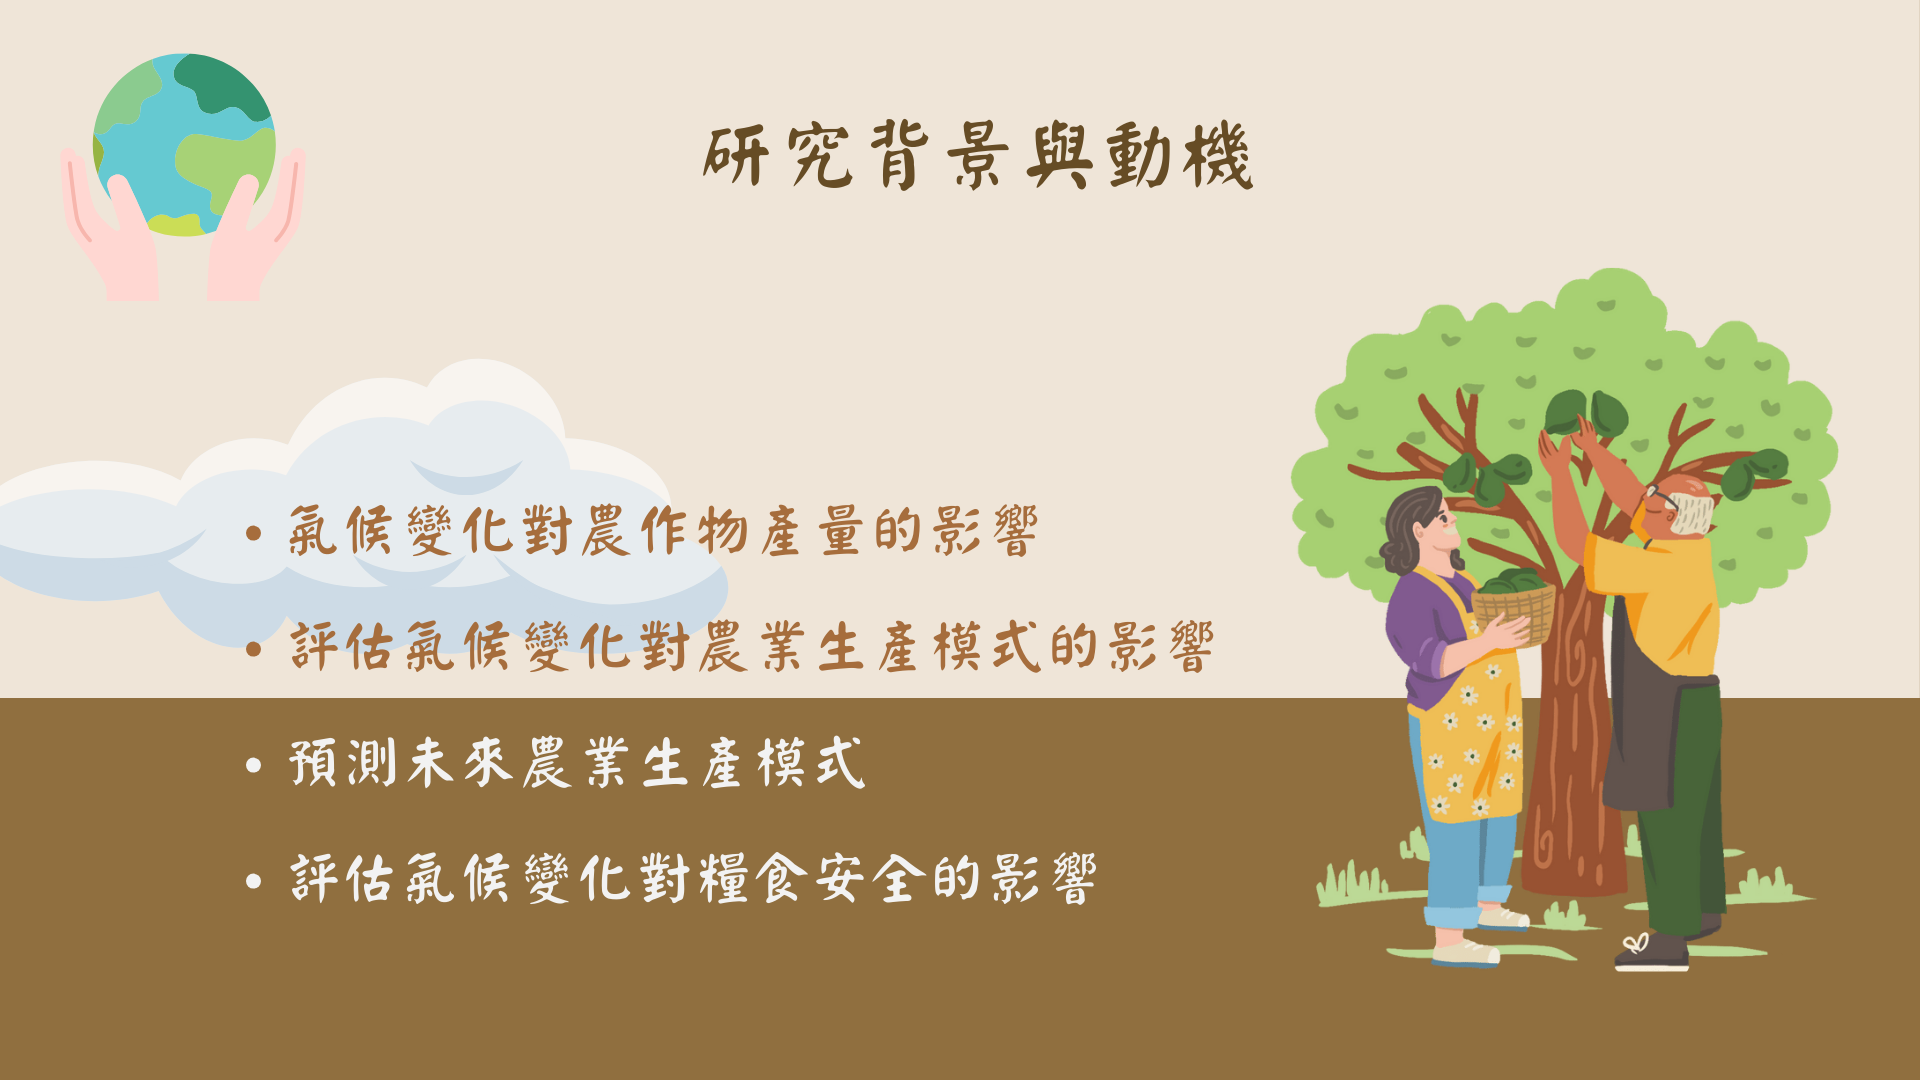 研究背景與動機
• 氣候變化對農作物產量的影響
• 評估氣候變化對農業生產模式的影響
• 預測未來農業生產模式
• 評估氣候變化對糧食安全的影響